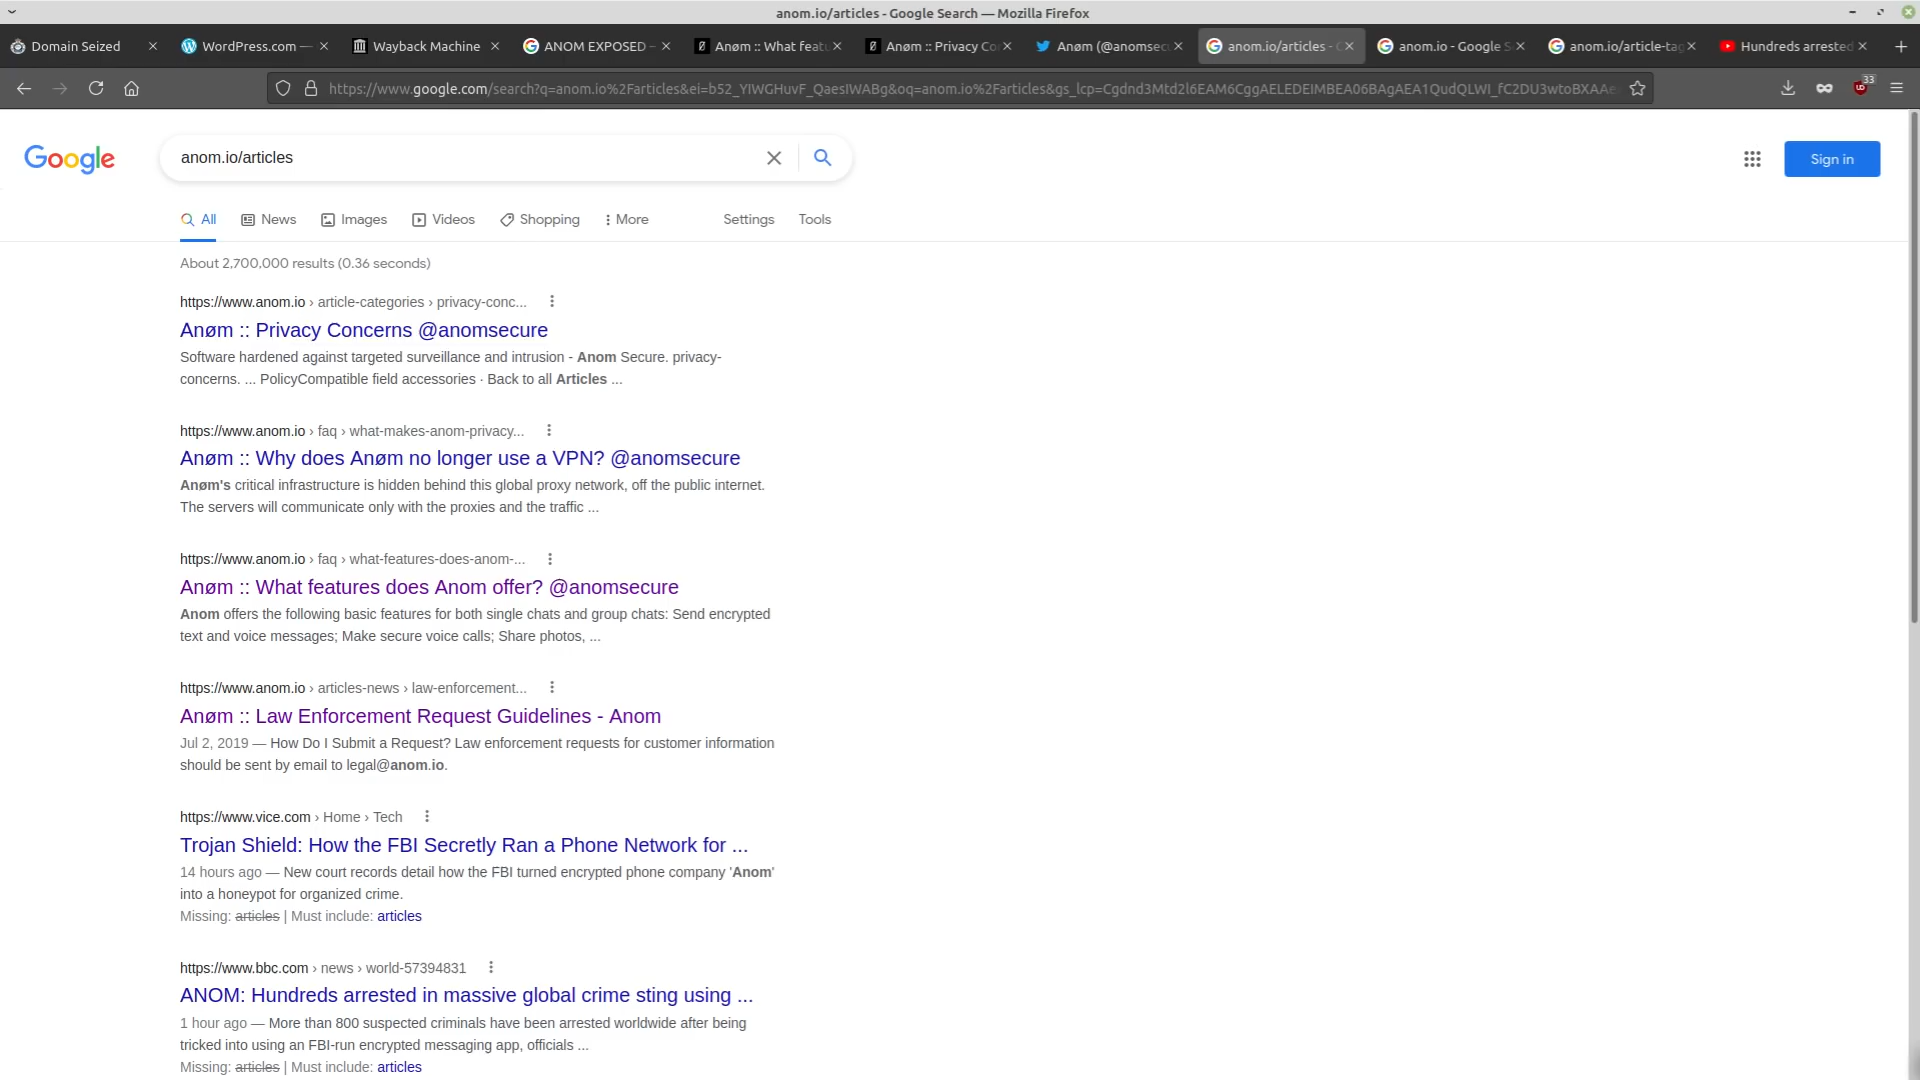 anom.io/articles - Google Search — Mozilla Firefox
Domain Seized
WordPress.com —
Wayback Machine
ANOM EXPOSED -
Anøm :: What featu
Anøm :: Privacy Co
Anøm (@anomsec
anom.io/articles -
anom.io - Google S
anom.io/article-tag
Hundreds arrested
https://www.google.com/search?q=anom.io%2Farticles&ei=b52_YIWGHuvF_QaesIWABg&oq=anom.io%2Farticles&gs_lcp=Cgdnd3Mtd2l6EAM6CggAELEDEIMBEA06BAgAEA1QudQLWI_fC2DU3wtoBXAAe
33
Google
anom.io/articles
Sign in
All
News
Images
Videos
Shopping
More
Settings
Tools
About 2,700,000 results (0.36 seconds)
https://www.anom.io › article-categories › privacy-conc...
Anøm :: Privacy Concerns @anomsecure
Software hardened against targeted surveillance and intrusion - Anom Secure. privacy-
concerns. ... PolicyCompatible field accessories · Back to all Articles ...
https://www.anom.io › faq › what-makes-anom-privacy...
Anøm :: Why does Anøm no longer use a VPN? @anomsecure
Anøm's critical infrastructure is hidden behind this global proxy network, off the public internet.
The servers will communicate only with the proxies and the traffic ...
https://www.anom.io › faq › what-features-does-anom-...
Anøm :: What features does Anom offer? @anomsecure
Anom offers the following basic features for both single chats and group chats: Send encrypted
text and voice messages; Make secure voice calls; Share photos, ...
https://www.anom.io › articles-news › law-enforcement...
Anøm :: Law Enforcement Request Guidelines - Anom
Jul 2, 2019 — How Do I Submit a Request? Law enforcement requests for customer information
should be sent by email to legal@anom.io.
https://www.vice.com › Home › Tech
Trojan Shield: How the FBI Secretly Ran a Phone Network for ...
14 hours ago — New court records detail how the FBI turned encrypted phone company 'Anom'
into a honeypot for organized crime.
Missing: articles | Must include: articles
https://www.bbc.com › news › world-57394831
ANOM: Hundreds arrested in massive global crime sting using ...
1 hour ago — More than 800 suspected criminals have been arrested worldwide after being
tricked into using an FBI-run encrypted messaging app, officials ...
Missing: articles | Must include: articles